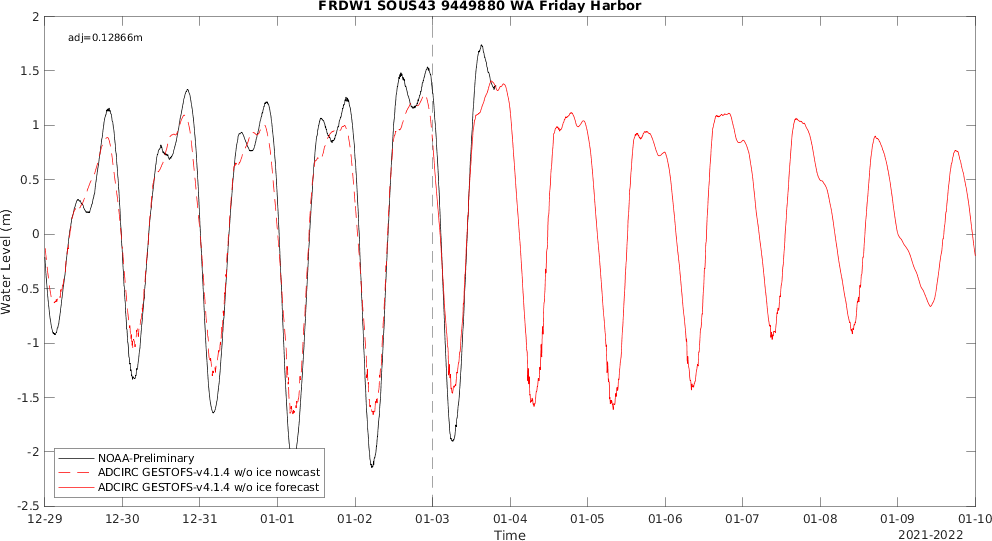 FRDW1 SOUS43 9449880 WA Friday Harbor
adj=0.12866m
2
1.5
1
0.5
0
-0.5
-1
-1.5
-2
-2.5
Water Level (m)
NOAA-Preliminary
ADCIRC GESTOFS-v4.1.4 w/o ice nowcast
ADCIRC GESTOFS-v4.1.4 w/o ice forecast
12-29 12-30 12-31 01-01 01-02 01-03 01-04 01-05 01-06 01-07 01-08 01-09 01-10
Time
2021-2022